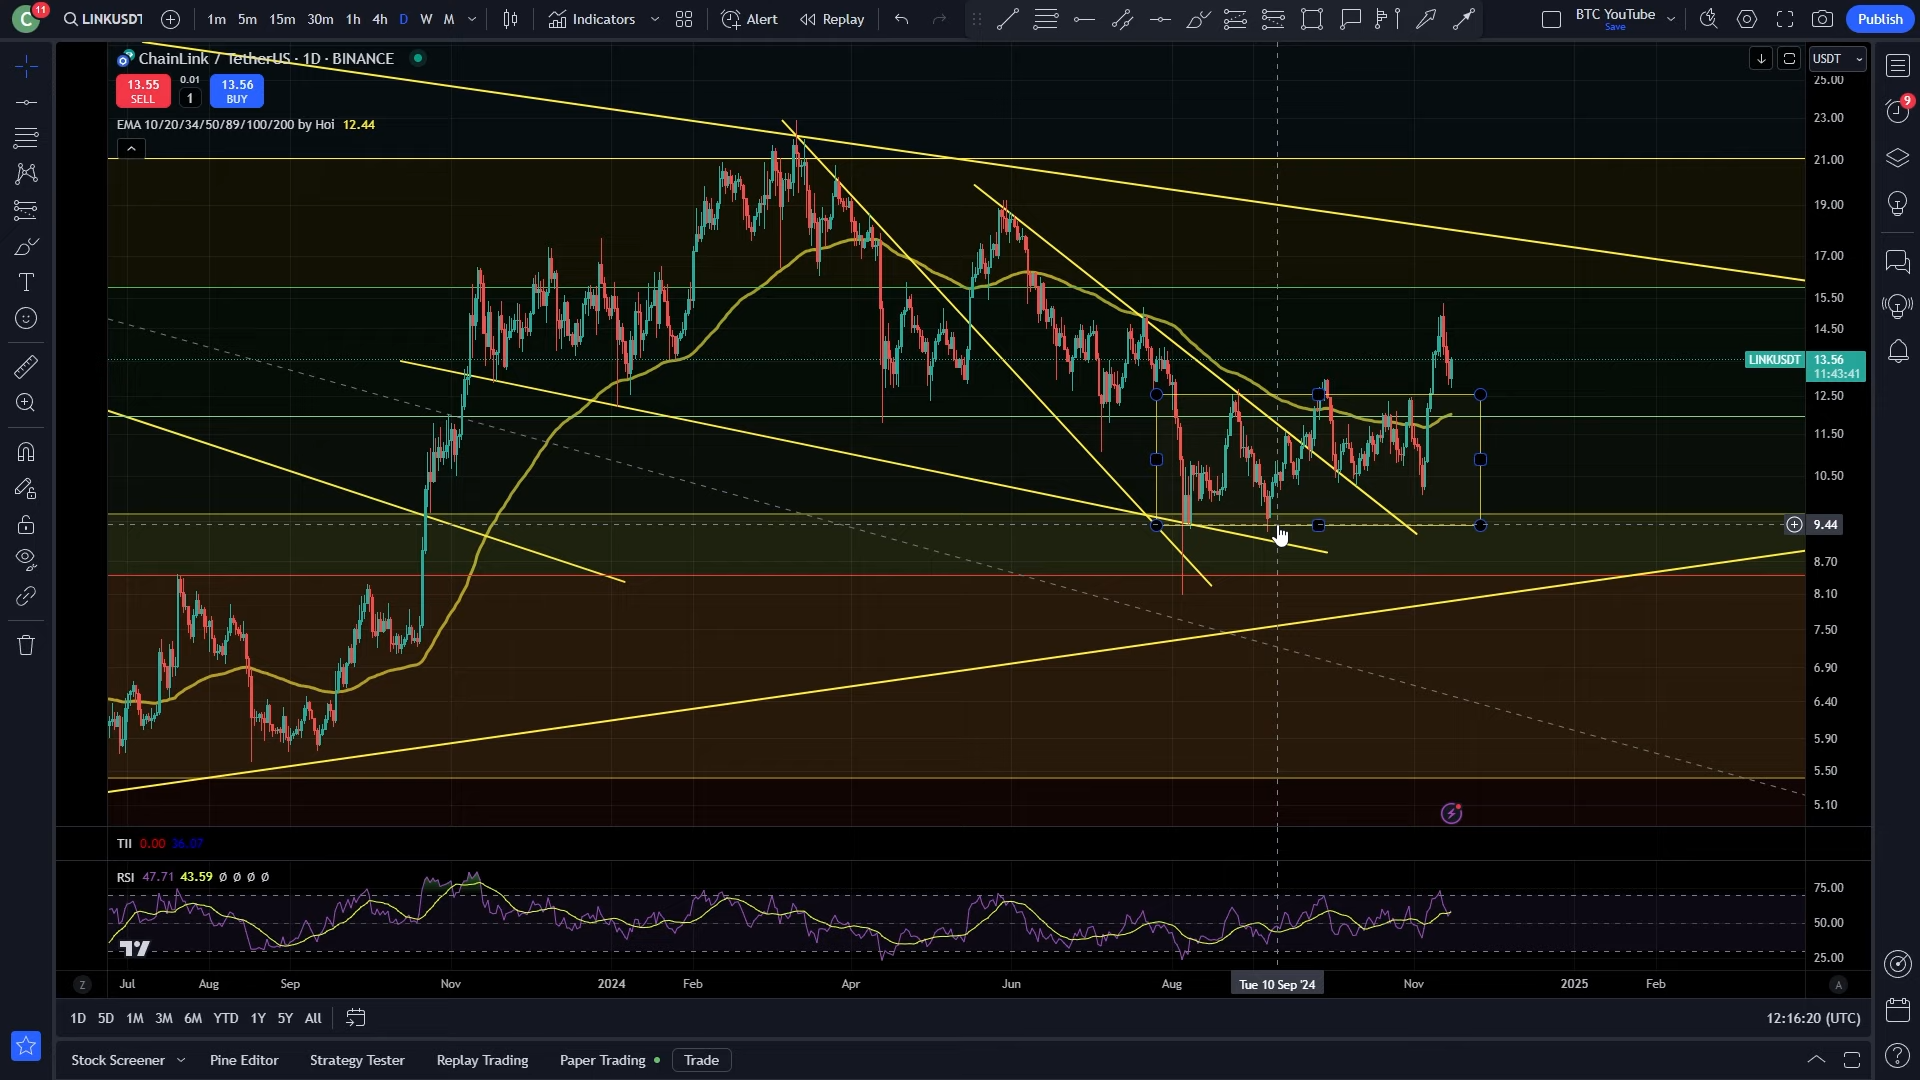 C 11 LINKUSDT 1m 5m 15m 30m 1h 4h D W M Indicators Alert Replay BTC YouTube Save Publish
ChainLink / TetherUS · 1D · BINANCE USDT
13.55 SELL 0.01 1 13.56 BUY
EMA 10/20/34/50/89/100/200 by Hoi 12.44
25.00
9
23.00
21.00
19.00
17.00
15.50
14.50
LINKUSDT 13.56
11:43:41
12.50
11.50
10.50
9.44
8.70
8.10
7.50
6.90
6.40
5.90
5.50
5.10
TII 0.00 36.07
RSI 47.71 43.59 Ø Ø Ø Ø
75.00
50.00
25.00
Z Jul Aug Sep Nov 2024 Feb Apr Jun Aug Tue 10 Sep '24 Nov 2025 Feb A
1D 5D 1M 3M 6M YTD 1Y 5Y All 12:16:20 (UTC)
Stock Screener Pine Editor Strategy Tester Replay Trading Paper Trading Trade